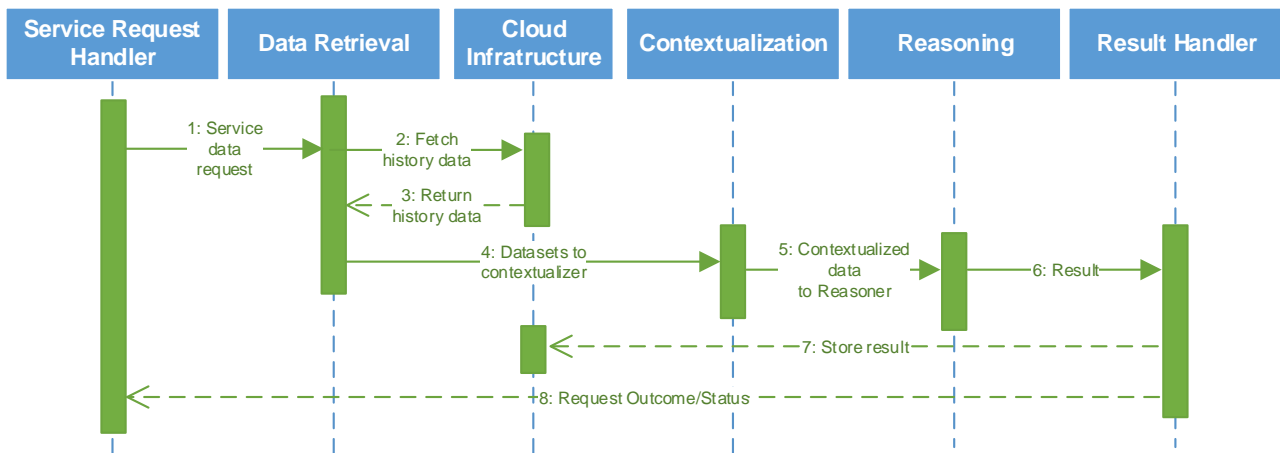 Service Request
Handler
Data Retrieval
Cloud
Infratructure
Contextualization
Reasoning
Result Handler
1: Service
data
request
2: Fetch
history data
3: Return
history data
4: Datasets to
contextualizer
5: Contextualized
data
to Reasoner
6: Result
7: Store result
8: Request Outcome/Status